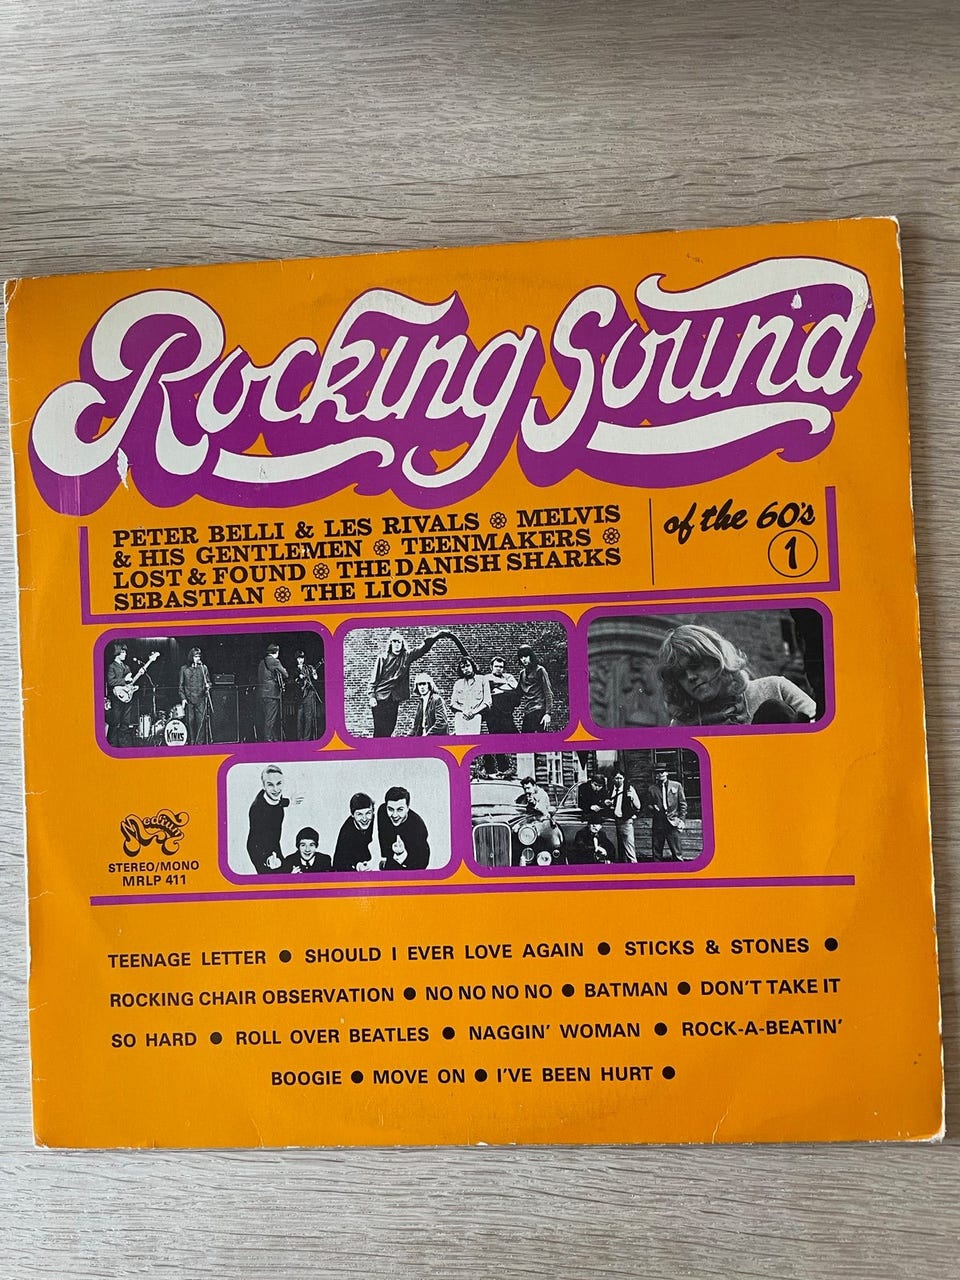 Rocking Sound
of the 60's
1
PETER BELLI & LES RIVALS ❁ MELVIS
& HIS GENTLEMEN ❁ TEENMAKERS ❁
LOST & FOUND ❁ THE DANISH SHARKS
SEBASTIAN ❁ THE LIONS
Medium
STEREO/MONO
MRLP 411
TEENAGE LETTER ● SHOULD I EVER LOVE AGAIN ● STICKS & STONES ●
ROCKING CHAIR OBSERVATION ● NO NO NO NO ● BATMAN ● DON'T TAKE IT
SO HARD ● ROLL OVER BEATLES ● NAGGIN' WOMAN ● ROCK-A-BEATIN'
BOOGIE ● MOVE ON ● I'VE BEEN HURT ●